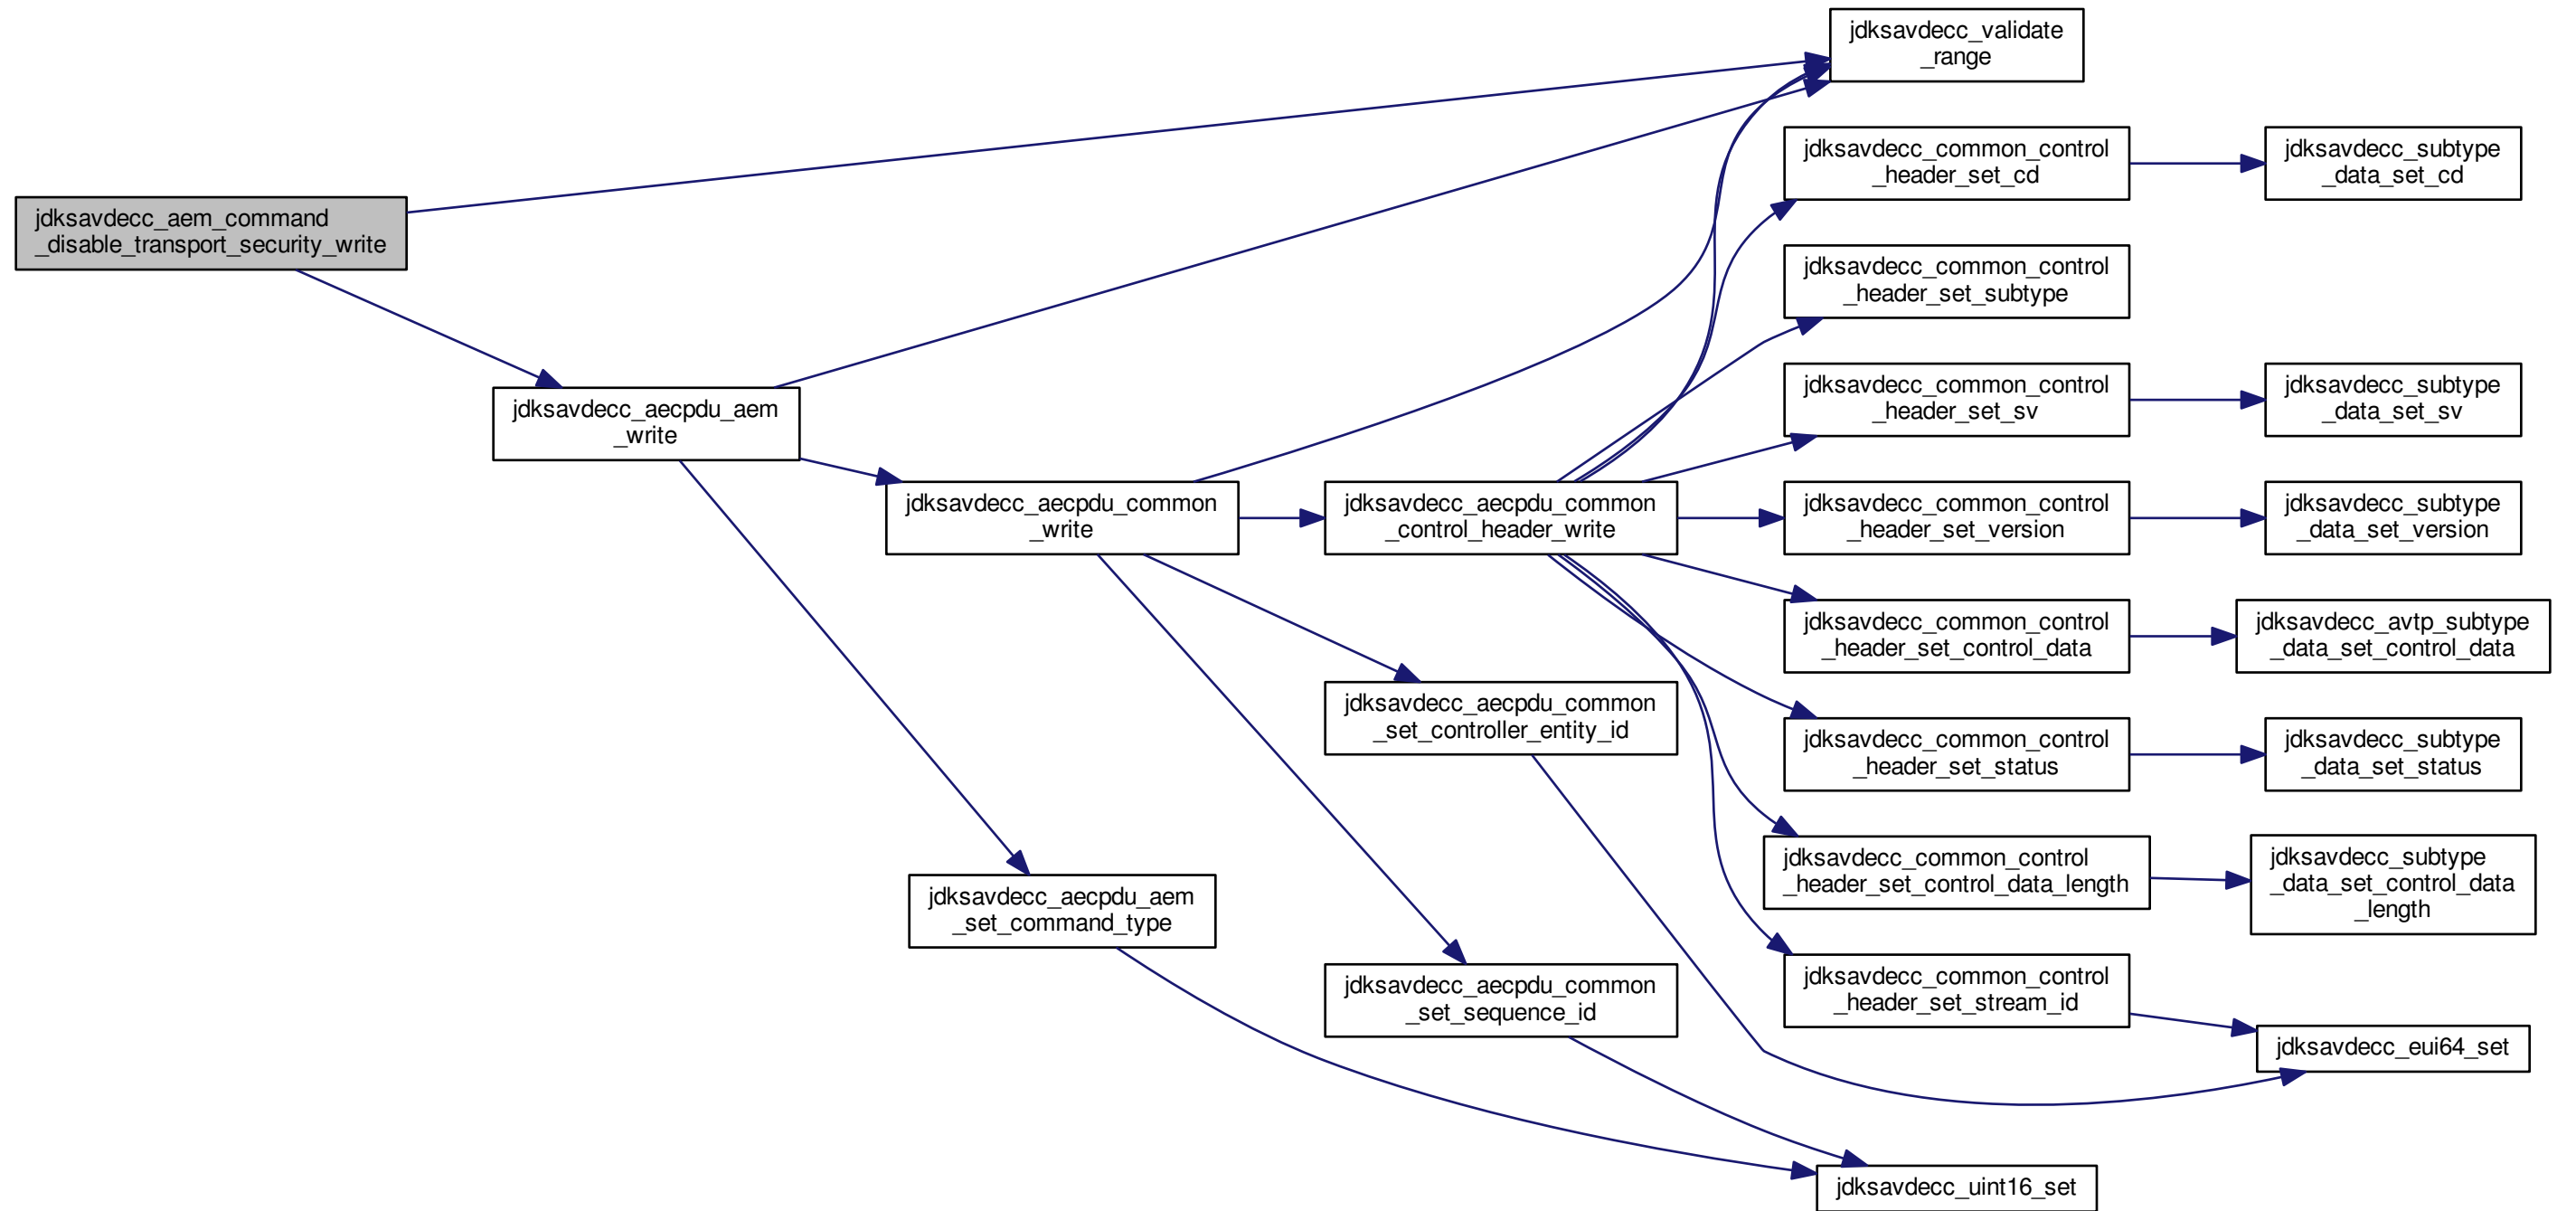 jdksavdecc_validate
_range
jdksavdecc_common_control
_header_set_cd
jdksavdecc_subtype
_data_set_cd
jdksavdecc_aem_command
_disable_transport_security_write
jdksavdecc_common_control
_header_set_subtype
jdksavdecc_common_control
_header_set_sv
jdksavdecc_subtype
_data_set_sv
jdksavdecc_aecpdu_aem
_write
jdksavdecc_aecpdu_common
_write
jdksavdecc_aecpdu_common
_control_header_write
jdksavdecc_common_control
_header_set_version
jdksavdecc_subtype
_data_set_version
jdksavdecc_common_control
_header_set_control_data
jdksavdecc_avtp_subtype
_data_set_control_data
jdksavdecc_aecpdu_common
_set_controller_entity_id
jdksavdecc_common_control
_header_set_status
jdksavdecc_subtype
_data_set_status
jdksavdecc_common_control
_header_set_control_data_length
jdksavdecc_subtype
_data_set_control_data
_length
jdksavdecc_aecpdu_aem
_set_command_type
jdksavdecc_aecpdu_common
_set_sequence_id
jdksavdecc_common_control
_header_set_stream_id
jdksavdecc_eui64_set
jdksavdecc_uint16_set